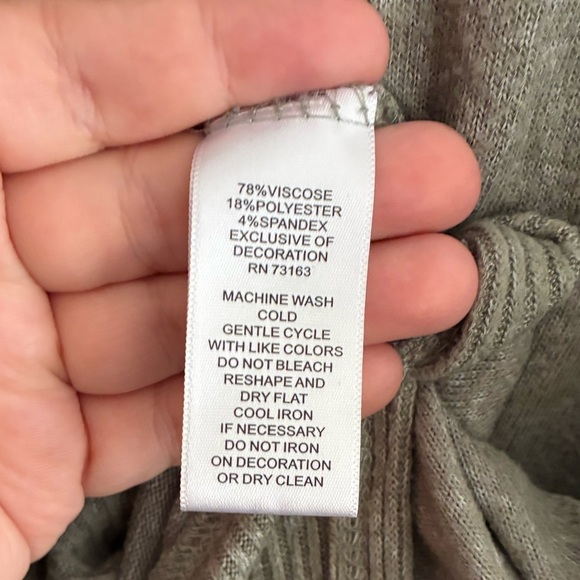 78%VISCOSE
18%POLYESTER
4%SPANDEX
EXCLUSIVE OF
DECORATION
RN 73163
MACHINE WASH
COLD
GENTLE CYCLE
WITH LIKE COLORS
DO NOT BLEACH
RESHAPE AND
DRY FLAT
COOL IRON
IF NECESSARY
DO NOT IRON
ON DECORATION
OR DRY CLEAN